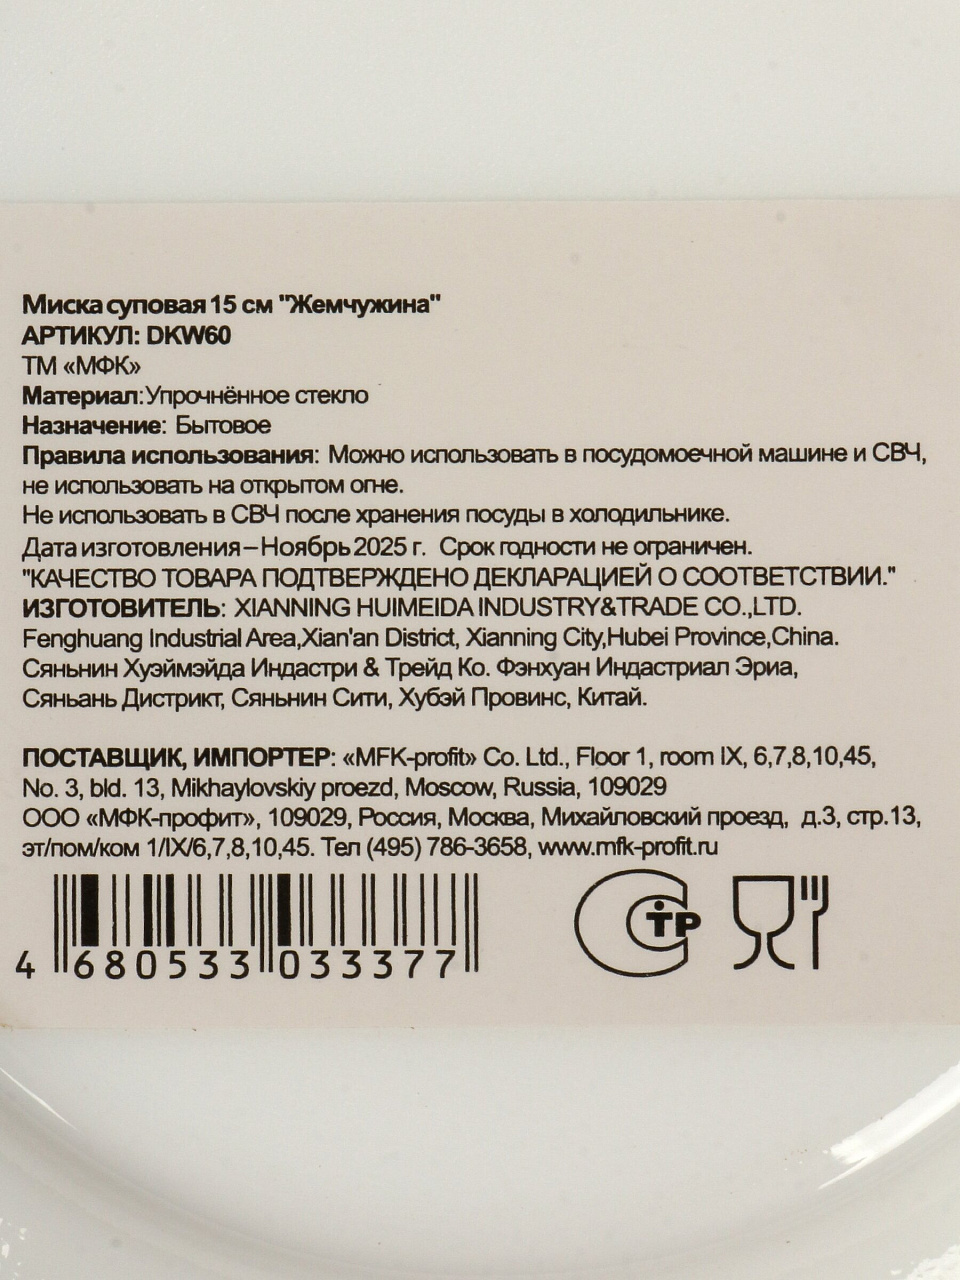 Миска суповая 15 см "Жемчужина"
АРТИКУЛ: DKW60
ТМ «МФК»
Материал:Упрочнённое стекло
Назначение: Бытовое
Правила использования: Можно использовать в посудомоечной машине и СВЧ,
не использовать на открытом огне.
Не использовать в СВЧ после хранения посуды в холодильнике.
Дата изготовления – Ноябрь 2025 г. Срок годности не ограничен.
"КАЧЕСТВО ТОВАРА ПОДТВЕРЖДЕНО ДЕКЛАРАЦИЕЙ О СООТВЕТСТВИИ."
ИЗГОТОВИТЕЛЬ: XIANNING HUIMEIDA INDUSTRY&TRADE CO.,LTD.
Fenghuang Industrial Area,Xian'an District, Xianning City,Hubei Province,China.
Сяньнин Хуэймэйда Индастри & Трейд Ко. Фэнхуан Индастриал Эриа,
Сяньань Дистрикт, Сяньнин Сити, Хубэй Провинс, Китай.
ПОСТАВЩИК, ИМПОРТЕР: «MFK-profit» Co. Ltd., Floor 1, room IX, 6,7,8,10,45,
No. 3, bld. 13, Mikhaylovskiy proezd, Moscow, Russia, 109029
ООО «МФК-профит», 109029, Россия, Москва, Михайловский проезд, д.3, стр.13,
эт/пом/ком 1/IX/6,7,8,10,45. Тел (495) 786-3658, www.mfk-profit.ru
4 680533 033377
СТР